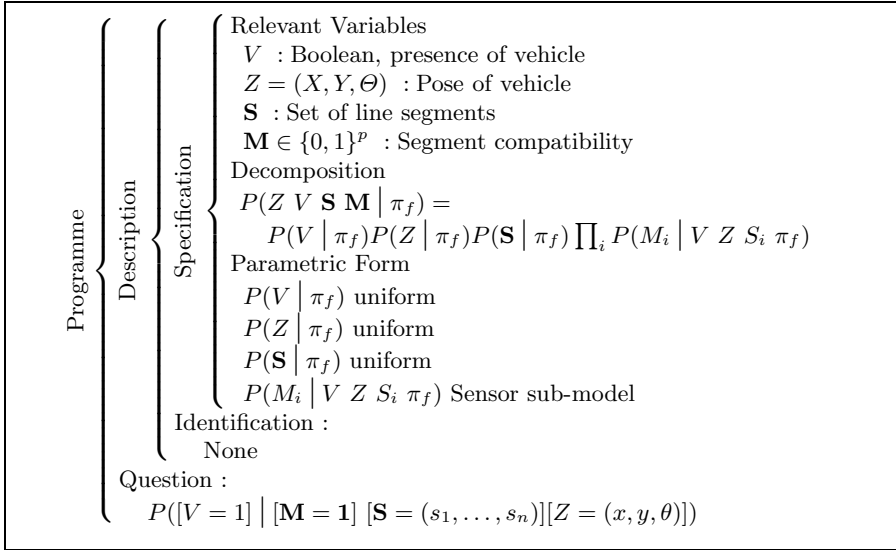 Programme
Description
Specification
Relevant Variables
V : Boolean, presence of vehicle
Z = (X, Y, Θ) : Pose of vehicle
S : Set of line segments
M ∈ {0, 1}^p : Segment compatibility
Decomposition
P(Z V S M | π_f) =
P(V | π_f)P(Z | π_f)P(S | π_f) ∏_i P(M_i | V Z S_i π_f)
Parametric Form
P(V | π_f) uniform
P(Z | π_f) uniform
P(S | π_f) uniform
P(M_i | V Z S_i π_f) Sensor sub-model
Identification :
None
Question :
P([V = 1] | [M = 1] [S = (s_1, . . . , s_n)][Z = (x, y, θ)])